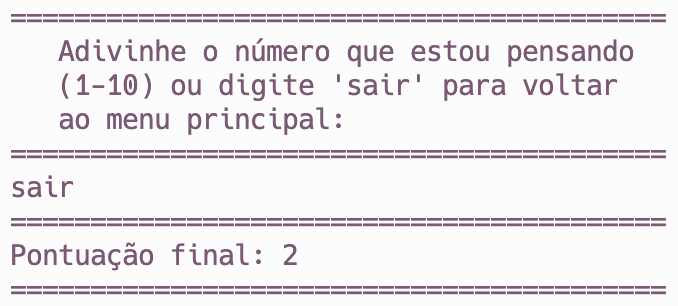 =========================================
Adivinhe o número que estou pensando
(1-10) ou digite 'sair' para voltar
ao menu principal:
=========================================
sair
=========================================
Pontuação final: 2
=========================================